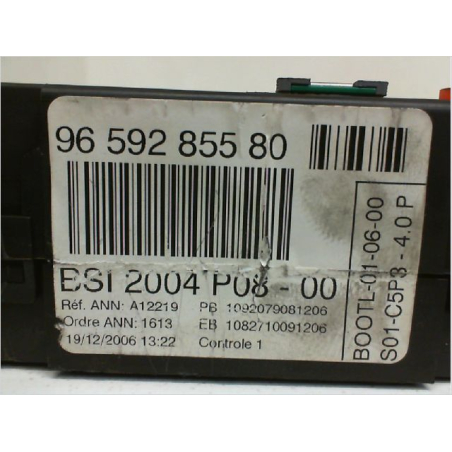 96 592 855 80
BSI 2004 P08 - 00
Réf. ANN: A12219 PB 1092079081206
Ordre ANN: 1613 EB 1082710091206
19/12/2006 13:22 Controle 1
BOOTL-01-06-00
S01-C5P3 - 4.0 P